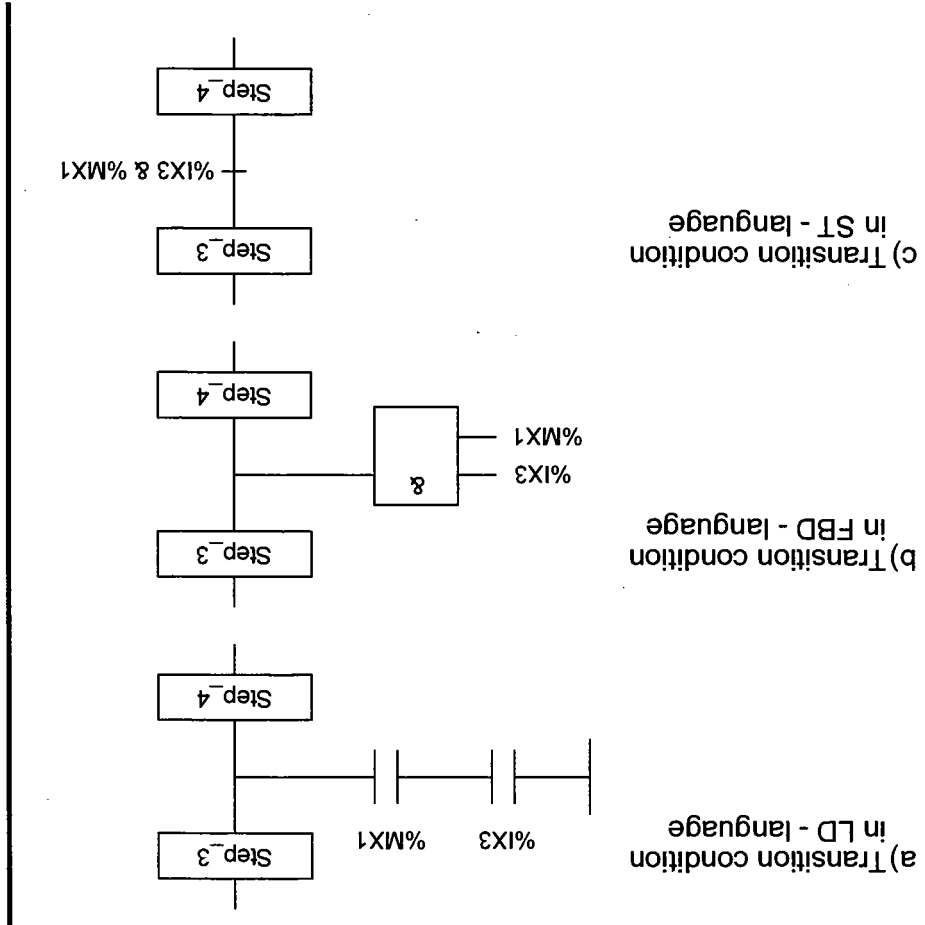 a) Transition condition
in LD - language
%IX3
%MX1
Step_3
Step_4
b) Transition condition
in FBD - language
%IX3
%MX1
&
Step_3
Step_4
c) Transition condition
in ST - language
Step_3
%IX3 & %MX1
Step_4